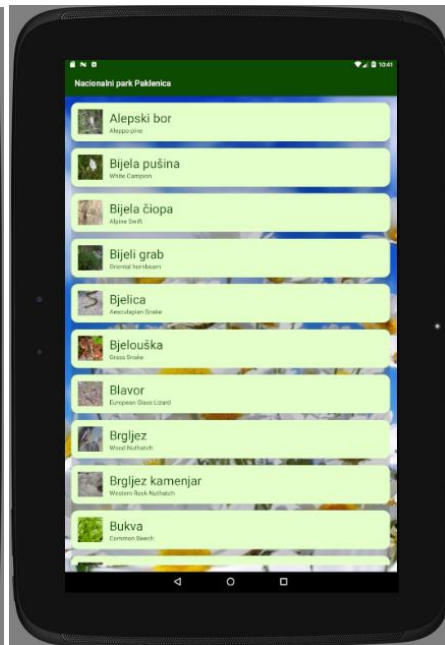 10:41
Nacionalni park Paklenica
Alepski bor
Aleppo pine
Bijela pušina
White Campion
Bijela čiopa
Alpine Swift
Bijeli grab
Oriental hornbeam
Bjelica
Aesculapian Snake
Bjelouška
Grass Snake
Blavor
European Glass Lizard
Brgljez
Wood Nuthatch
Brgljez kamenjar
Western Rock Nuthatch
Bukva
Common Beech